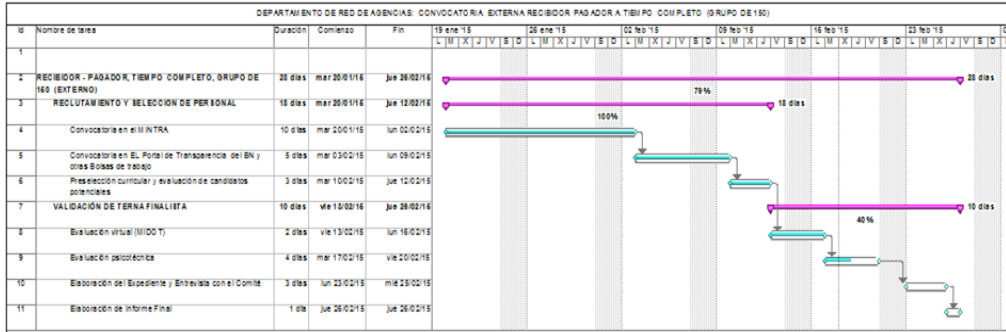 DEPARTAMENTO DE RED DE AGENCIAS: CONVOCATORIA EXTERNA RECIBIDOR PAGADOR A TIEMPO COMPLETO (GRUPO DE 150)
Id Nombre de tarea Duración Comienzo Fin 19 ene '15 26 ene '15 02 feb '15 09 feb '15 16 feb '15 23 feb '15
L M X J V S D L M X J V S D L M X J V S D L M X J V S D L M X J V S D L M X J V S D
1
2 RECIBIDOR - PAGADOR, TIEMPO COMPLETO, GRUPO DE 28 días mar 20/01/15 jue 26/02/15 28 días
150 (EXTERNO)
79%
3 RECLUTAMIENTO Y SELECCION DE PERSONAL 18 días mar 20/01/15 jue 12/02/15 18 días
100%
4 Convocatoria en el MINTRA 10 días mar 20/01/15 lun 02/02/15
5 Convocatoria en EL Portal de Transparencia del BN y 5 días mar 03/02/15 lun 09/02/15
otras Bolsas de trabajo
6 Preselección curricular y evaluación de candidatos 3 días mar 10/02/15 jue 12/02/15
potenciales
7 VALIDACIÓN DE TERNA FINALISTA 10 días vie 13/02/15 jue 26/02/15 10 días
40%
8 Evaluación virtual (MIDOT) 2 días vie 13/02/15 lun 16/02/15
9 Evaluación psicotécnica 4 días mar 17/02/15 vie 20/02/15
10 Elaboración del Expediente y Entrevista con el Comité 3 días lun 23/02/15 mié 25/02/15
11 Elaboración de Informe Final 1 día jue 26/02/15 jue 26/02/15